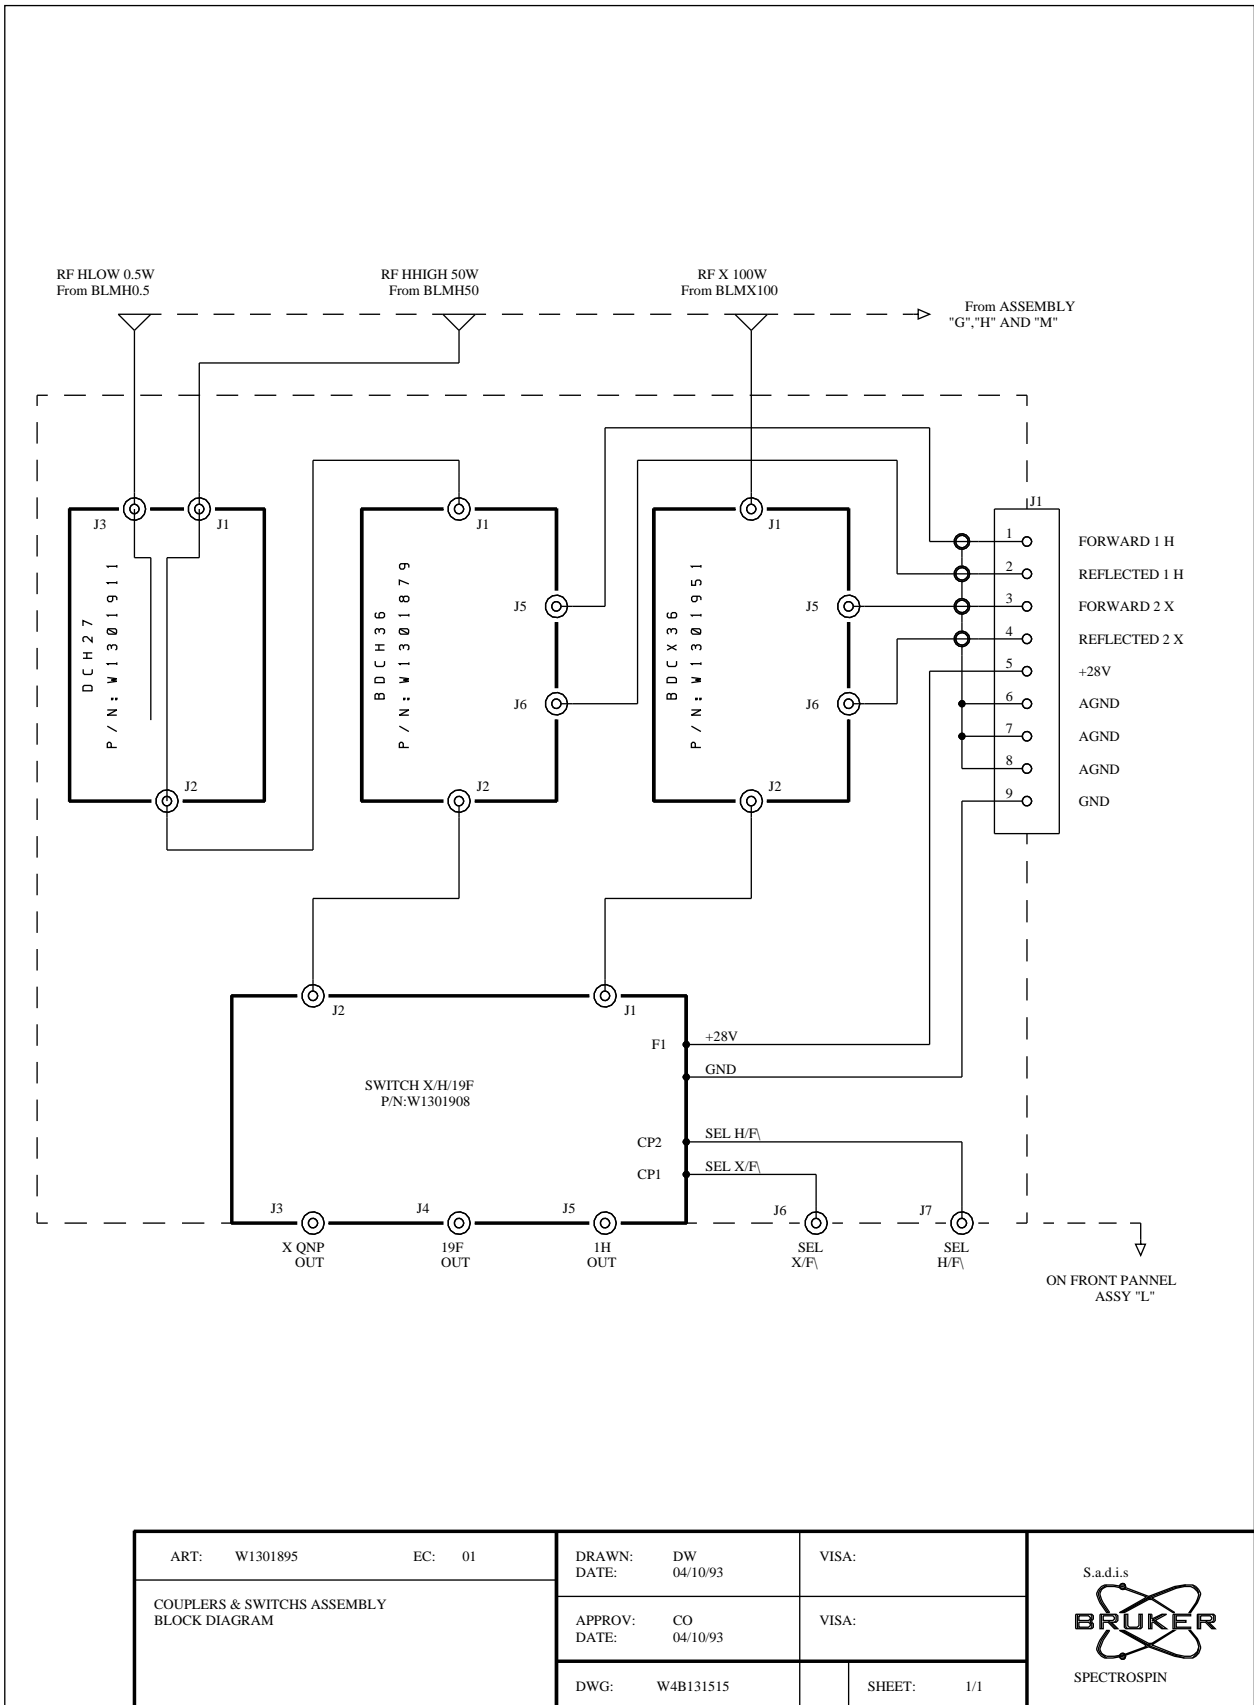 RF HLOW 0.5W
From BLMH0.5
RF HHIGH 50W
From BLMH50
RF X 100W
From BLMX100
From ASSEMBLY
"G","H" AND "M"
J3
J1
DCH27
P/N:W1301911
J2
J1
BDCH36
P/N:W1301879
J5
J6
J2
J1
BDCX36
P/N:W1301951
J5
J6
J2
J1
1 FORWARD 1 H
2 REFLECTED 1 H
3 FORWARD 2 X
4 REFLECTED 2 X
5 +28V
6 AGND
7 AGND
8 AGND
9 GND
J2
J1
SWITCH X/H/19F
P/N:W1301908
F1
+28V
GND
CP2
SEL H/F\
CP1
SEL X/F\
J3
J4
J5
J6
J7
X QNP
OUT
19F
OUT
1H
OUT
SEL
X/F\
SEL
H/F\
ON FRONT PANNEL
ASSY "L"
ART: W1301895 EC: 01
COUPLERS & SWITCHS ASSEMBLY
BLOCK DIAGRAM
DRAWN: DW
DATE: 04/10/93
VISA:
APPROV: CO
DATE: 04/10/93
VISA:
DWG: W4B131515
SHEET: 1/1
S.a.d.i.s
BRUKER
SPECTROSPIN